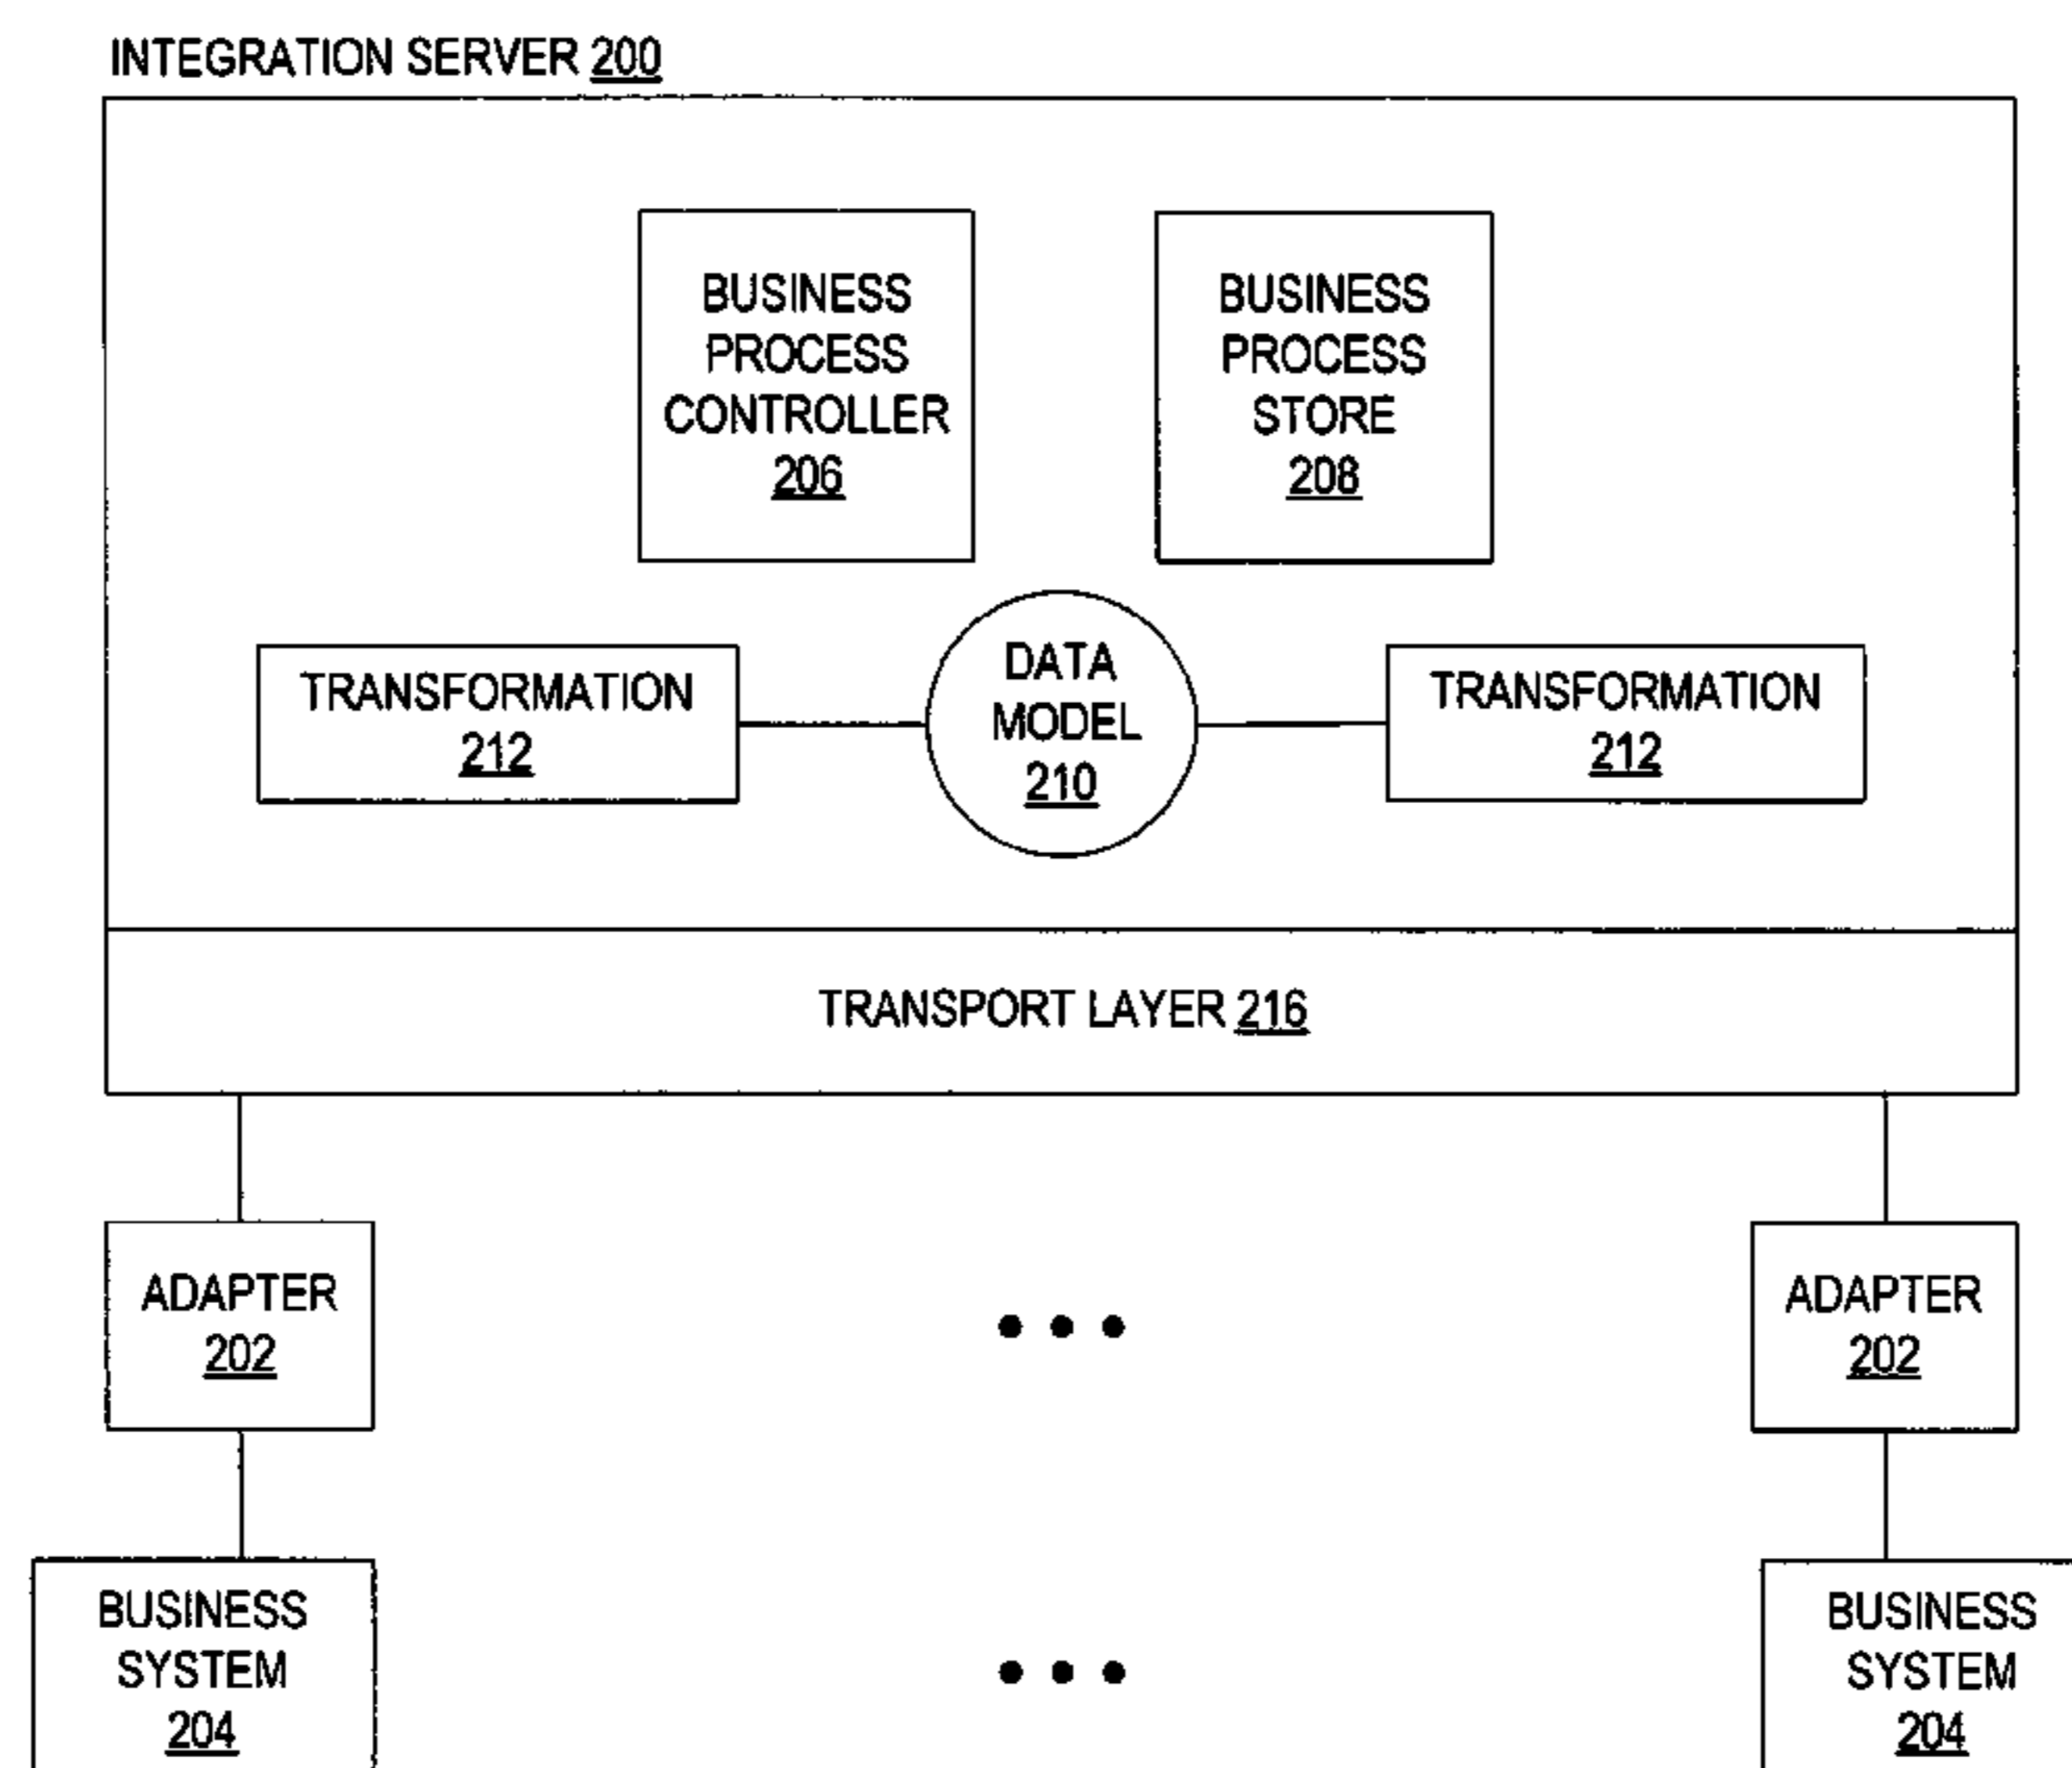 INTEGRATION SERVER 200
BUSINESS
PROCESS
CONTROLLER
206
BUSINESS
PROCESS
STORE
208
TRANSFORMATION
212
DATA
MODEL
210
TRANSFORMATION
212
TRANSPORT LAYER 216
ADAPTER
202
ADAPTER
202
BUSINESS
SYSTEM
204
BUSINESS
SYSTEM
204